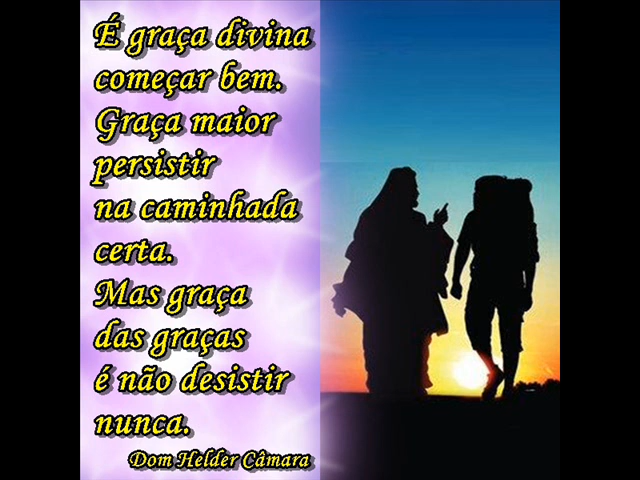 É graça divina
começar bem.
Graça maior
persistir
na caminhada
certa.
Mas graça
das graças
é não desistir
nunca.
Dom Helder Câmara